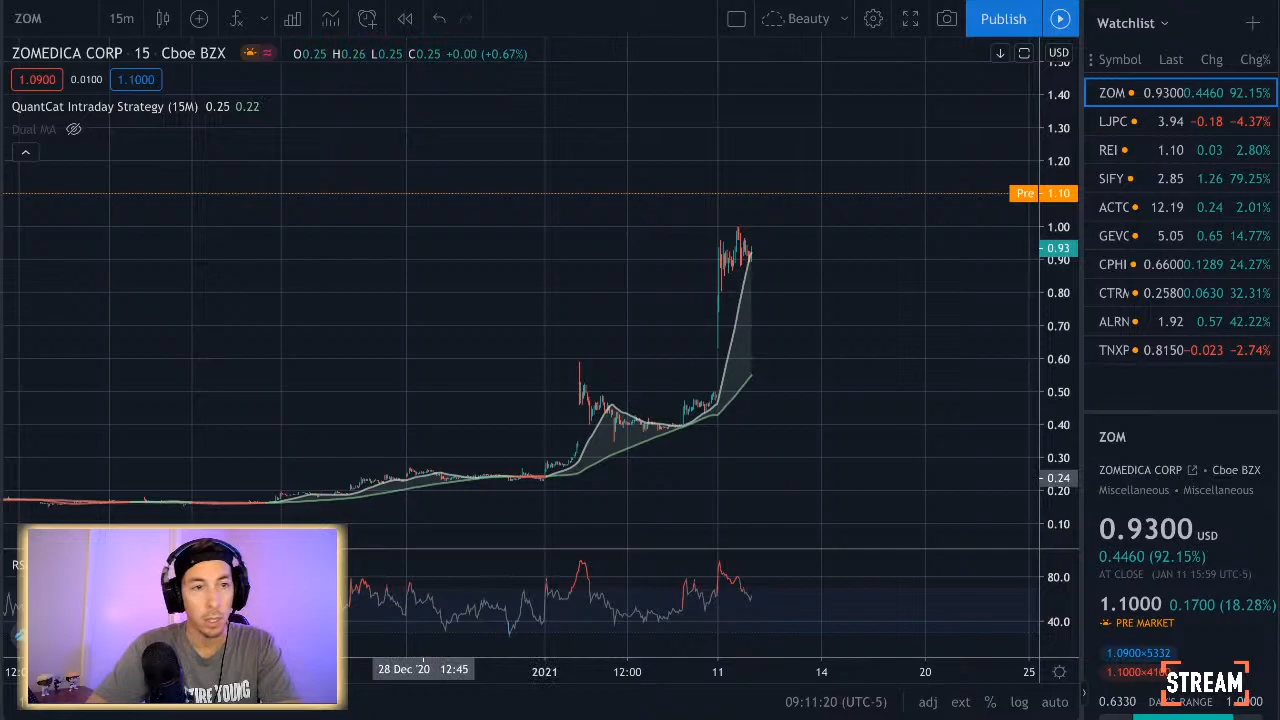 ZOM 15m Beauty Publish
Watchlist
ZOMEDICA CORP · 15 · Cboe BZX O0.25 H0.26 L0.25 C0.25 +0.00 (+0.67%)
USD
1.0900 0.0100 1.1000
QuantCat Intraday Strategy (15M) 0.25 0.22
Dual MA
1.50
1.40
1.30
1.20
Pre 1.10
1.00
0.93
0.90
0.80
0.70
0.60
0.50
0.40
0.30
0.24
0.20
0.10
80.0
40.0
RS
28 Dec '20 12:45 2021 12:00 11 14 18 20 25
09:11:20 (UTC-5) adj ext % log auto
Symbol Last Chg Chg%
ZOM 0.9300 0.4460 92.15%
LJPC 3.94 −0.18 −4.37%
REI 1.10 0.03 2.80%
SIFY 2.85 1.26 79.25%
ACTC 12.19 0.24 2.01%
GEVO 5.05 0.65 14.77%
CPHI 0.6600 0.1289 24.27%
CTRM 0.2580 0.0630 32.31%
ALRN 1.92 0.57 42.22%
TNXP 0.8150 −0.023 −2.74%
ZOM
ZOMEDICA CORP Cboe BZX
Miscellaneous · Miscellaneous
0.9300 USD
0.4460 (92.15%)
AT CLOSE (JAN 11 15:59 UTC-5)
1.1000 0.1700 (18.28%)
PRE MARKET
1.0900×5332
STREAM
0.6330 DAY'S RANGE 1.0000